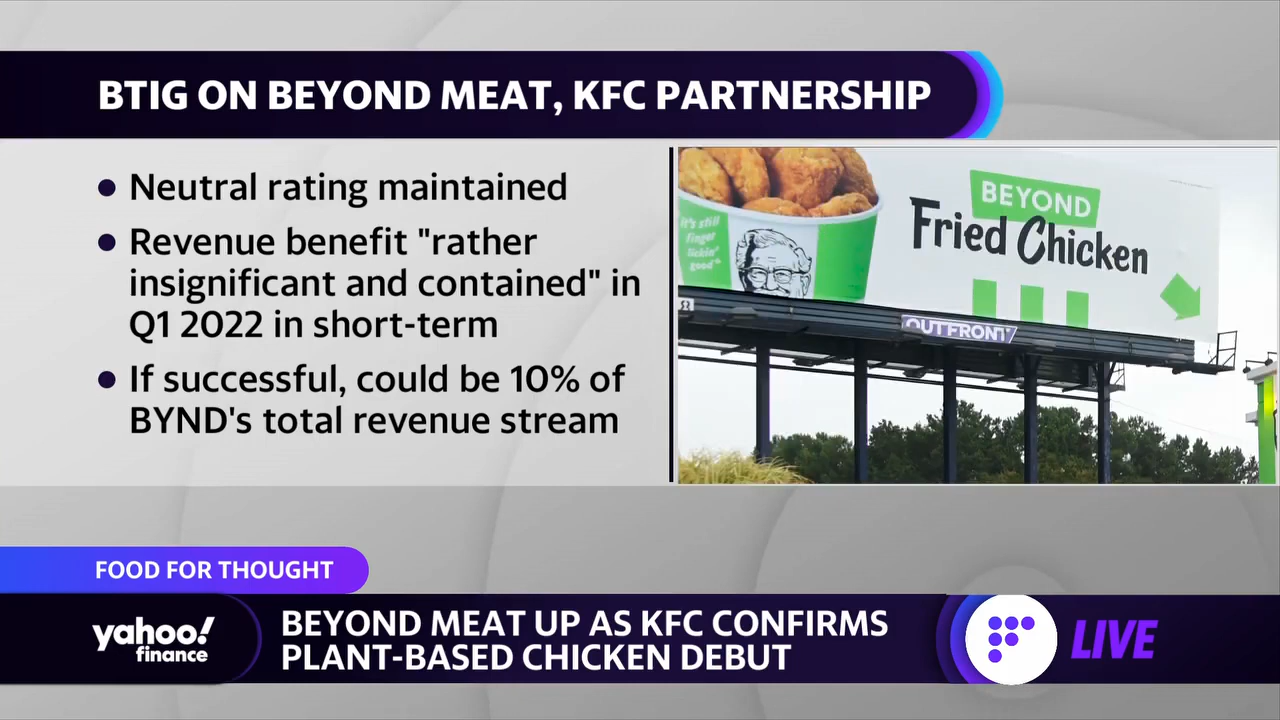 BTIG ON BEYOND MEAT, KFC PARTNERSHIP
Neutral rating maintained
Revenue benefit "rather
insignificant and contained" in
Q1 2022 in short-term
If successful, could be 10% of
BYND's total revenue stream
it's still
finger
lickin'
good
BEYOND
Fried Chicken
OUTFRONT
FOOD FOR THOUGHT
yahoo!
finance
BEYOND MEAT UP AS KFC CONFIRMS
PLANT-BASED CHICKEN DEBUT
LIVE